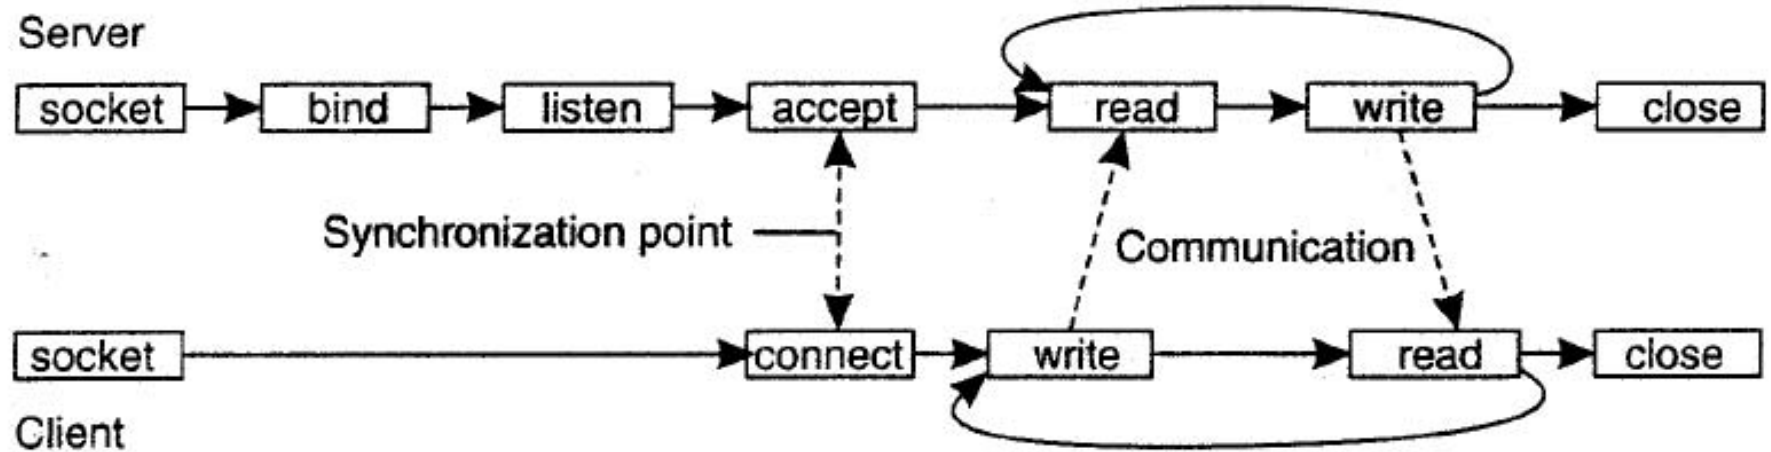 Server
socket bind listen accept read write close
Synchronization point
Communication
socket connect write read close
Client